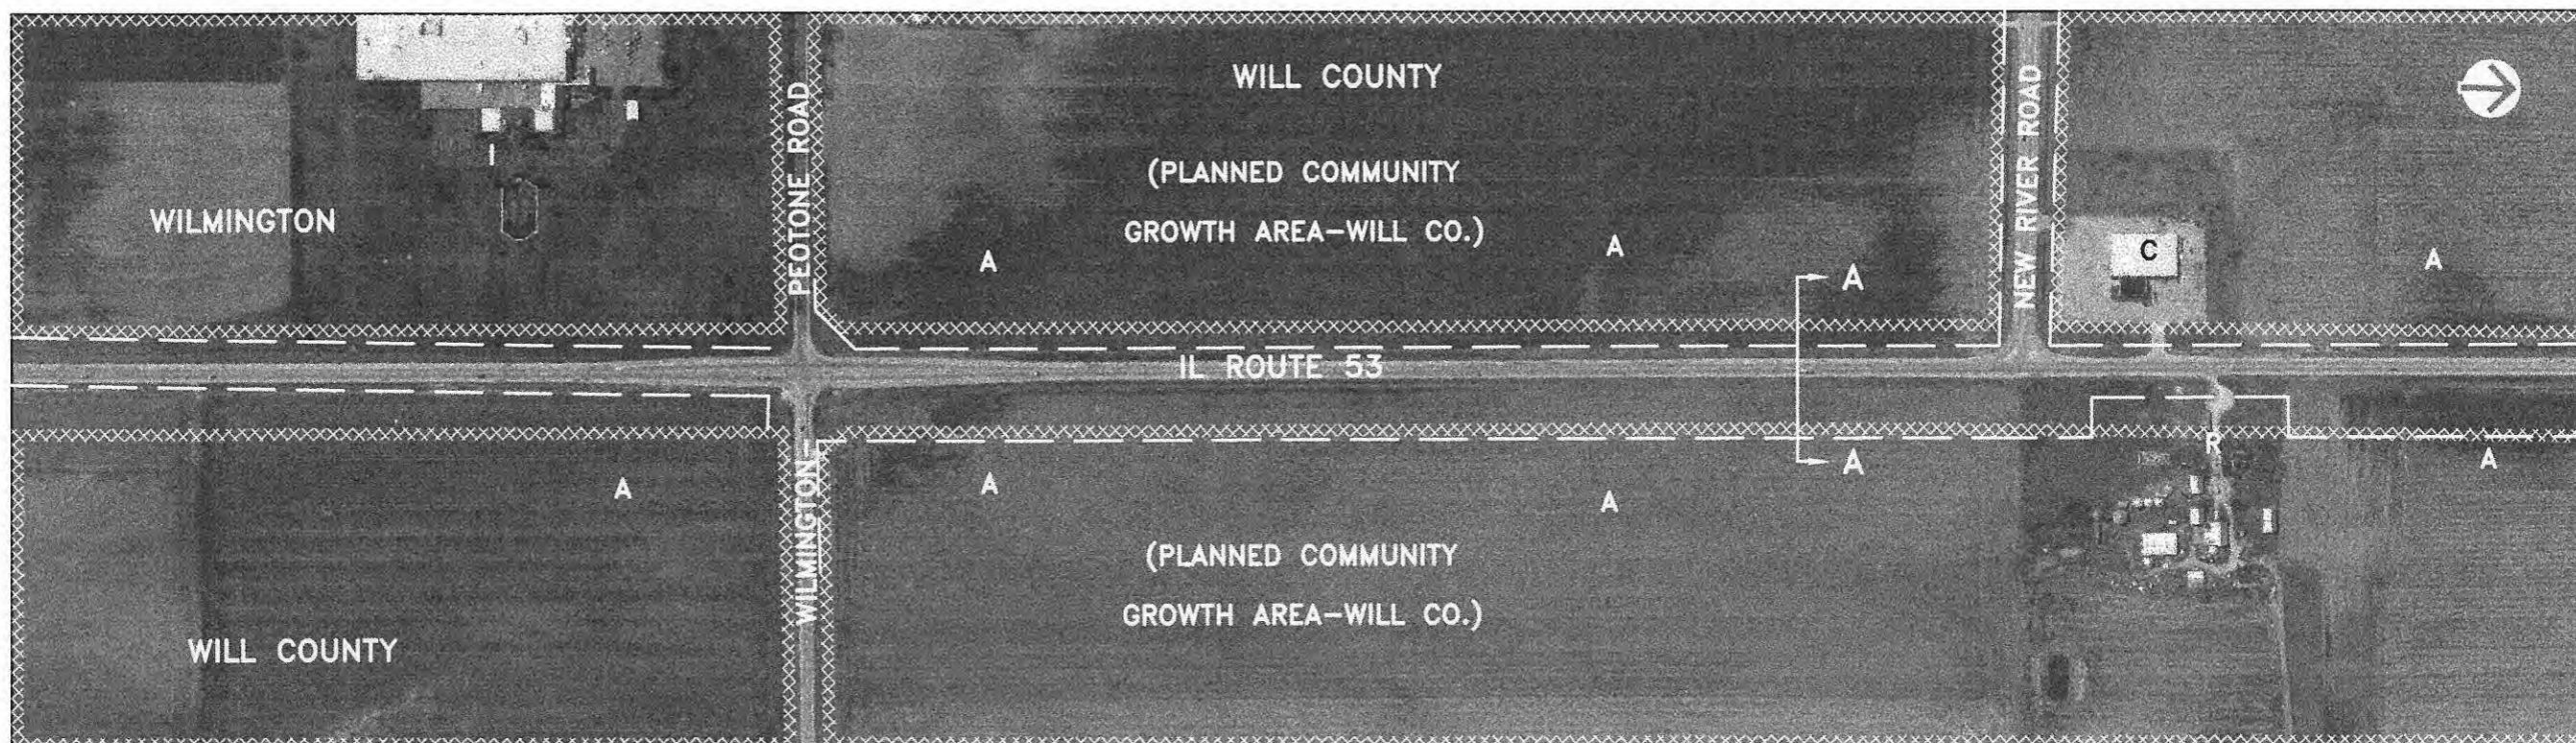 WILL COUNTY
(PLANNED COMMUNITY
GROWTH AREA-WILL CO.)
WILMINGTON
I
PEOTONE ROAD
NEW RIVER ROAD
A
A
A
C
A
IL ROUTE 53
A
A
A
A
R
A
WILMINGTON-
(PLANNED COMMUNITY
GROWTH AREA-WILL CO.)
WILL COUNTY